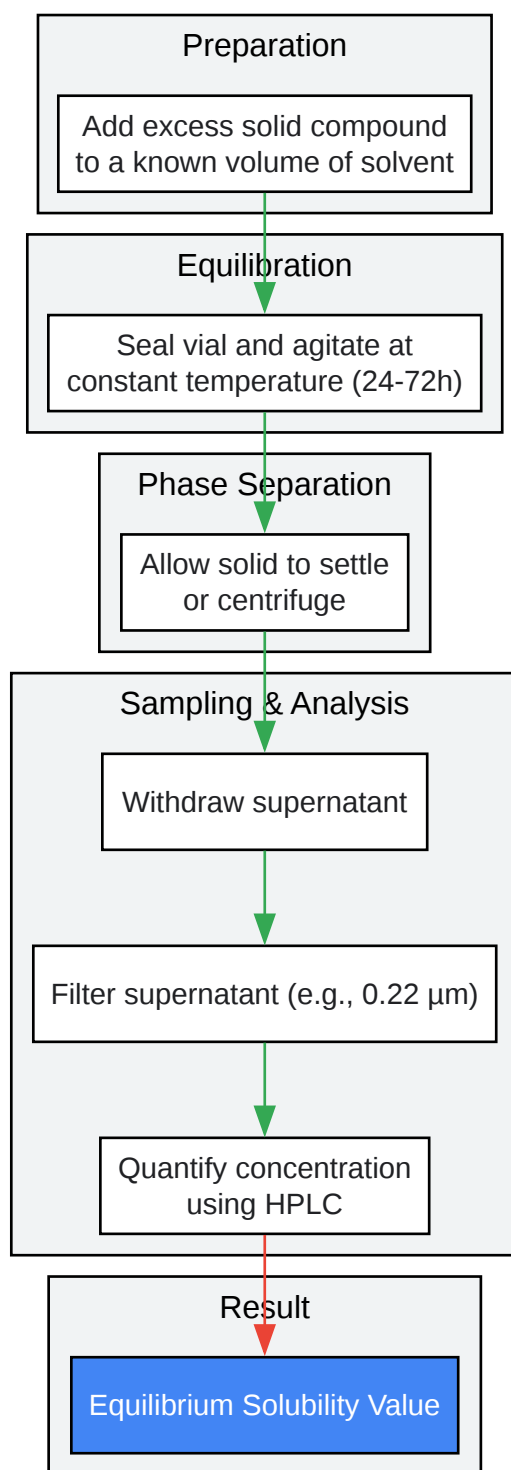 Preparation
Add excess solid compound
to a known volume of solvent
Equilibration
Seal vial and agitate at
constant temperature (24-72h)
Phase Separation
Allow solid to settle
or centrifuge
Sampling & Analysis
Withdraw supernatant
Filter supernatant (e.g., 0.22 µm)
Quantify concentration
using HPLC
Result
Equilibrium Solubility Value